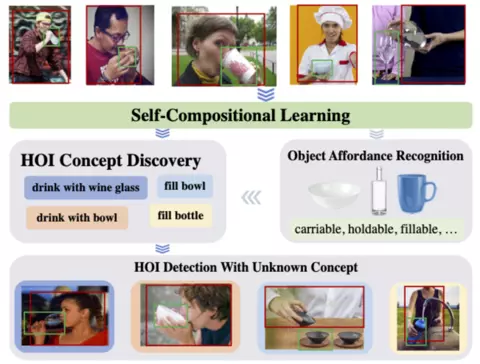 Self-Compositional Learning
HOI Concept Discovery
drink with wine glass
fill bowl
drink with bowl
fill bottle
Object Affordance Recognition
carriable, holdable, fillable, …
HOI Detection With Unknown Concept